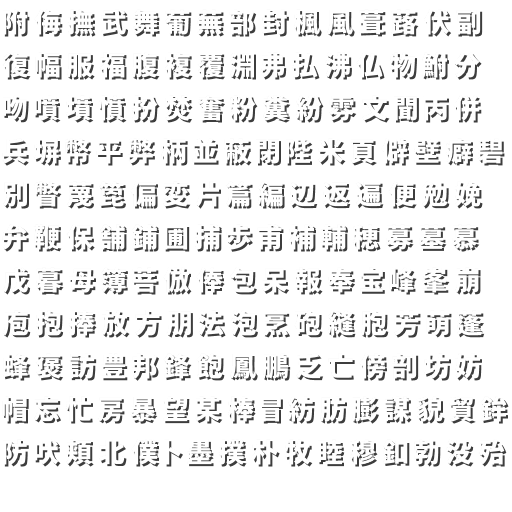 附侮撫武舞葡蕪部封楓風葺蕗伏副
復幅服福腹複覆淵弗払沸仏物鮒分
吻噴墳憤扮焚奮粉糞紛雰文聞丙併
兵塀幣平弊柄並蔽閉陛米頁僻壁癖碧
別瞥蔑箆偏変片篇編辺返遍便勉娩
弁鞭保舗鋪圃捕歩甫補輔穂募墓慕
戊暮母簿菩倣俸包呆報奉宝峰峯崩
庖抱捧放方朋法泡烹砲縫胞芳萌蓬
蜂褒訪豊邦鋒飽鳳鵬乏亡傍剖坊妨
帽忘忙房暴望某棒冒紡肪膨謀貌貿鉾
防吠頬北僕卜墨撲朴牧睦穆釦勃没殆